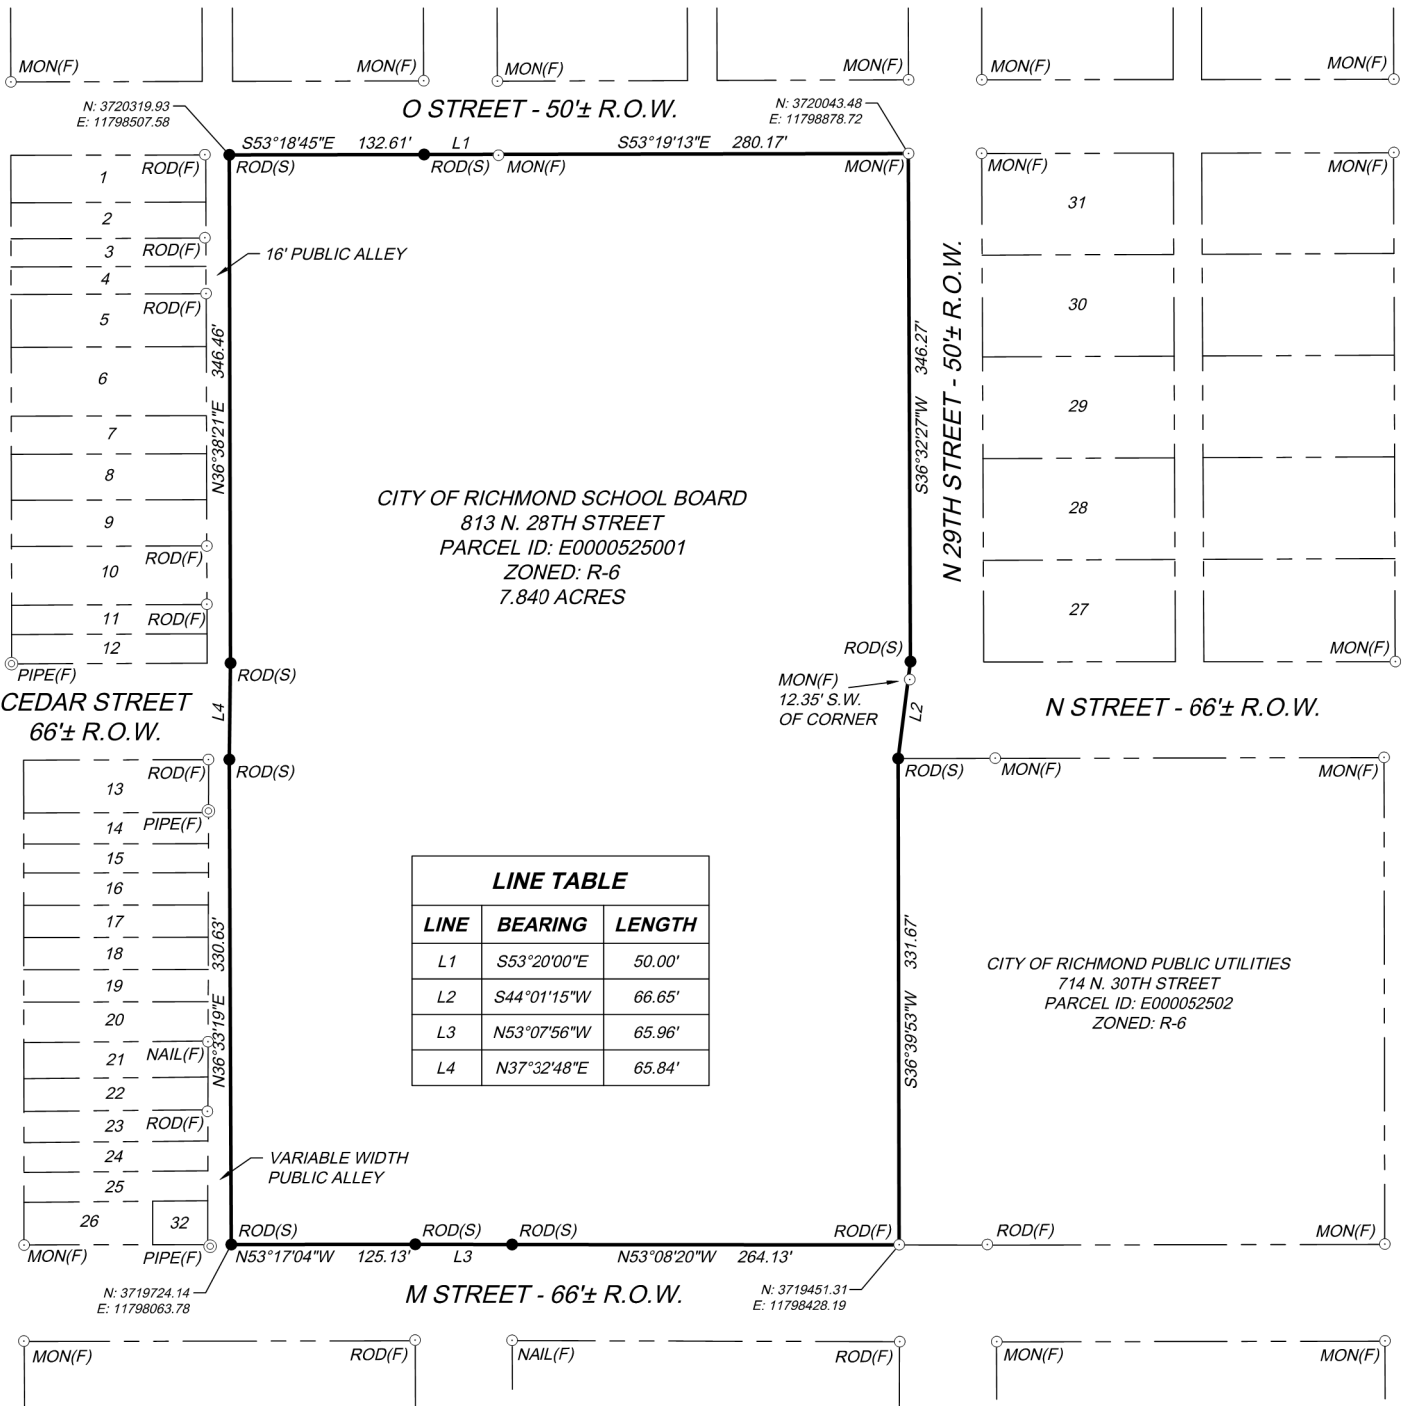 MON(F)
MON(F)
MON(F)
MON(F)
MON(F)
MON(F)
N: 3720319.93
E: 11798507.58
O STREET - 50'± R.O.W.
N: 3720043.48
E: 11798878.72
S53°18'45"E 132.61' L1 S53°19'13"E 280.17'
ROD(F)
ROD(S)
ROD(S)
MON(F)
MON(F)
MON(F)
MON(F)
1
2
3
ROD(F)
4
ROD(F)
5
6
7
8
9
ROD(F)
10
11
ROD(F)
12
PIPE(F)
16' PUBLIC ALLEY
346.46'
N36°38'21"E
CITY OF RICHMOND SCHOOL BOARD
813 N. 28TH STREET
PARCEL ID: E0000525001
ZONED: R-6
7.840 ACRES
346.27'
S36°32'27"W
N 29TH STREET - 50'± R.O.W.
31
30
29
28
27
MON(F)
ROD(S)
ROD(S)
MON(F)
12.35' S.W.
OF CORNER
L2
L4
CEDAR STREET
66'± R.O.W.
N STREET - 66'± R.O.W.
ROD(F)
ROD(S)
ROD(S)
MON(F)
MON(F)
13
14
PIPE(F)
15
16
17
18
19
20
21
NAIL(F)
22
23
ROD(F)
24
25
26
32
330.63'
N36°33'19"E
LINE TABLE
LINE BEARING LENGTH
L1 S53°20'00"E 50.00'
L2 S44°01'15"W 66.65'
L3 N53°07'56"W 65.96'
L4 N37°32'48"E 65.84'
331.67'
S36°39'53"W
CITY OF RICHMOND PUBLIC UTILITIES
714 N. 30TH STREET
PARCEL ID: E000052502
ZONED: R-6
VARIABLE WIDTH
PUBLIC ALLEY
MON(F)
PIPE(F)
ROD(S)
ROD(S)
ROD(S)
ROD(F)
ROD(F)
MON(F)
N53°17'04"W 125.13' L3 N53°08'20"W 264.13'
N: 3719724.14
E: 11798063.78
M STREET - 66'± R.O.W.
N: 3719451.31
E: 11798428.19
MON(F)
ROD(F)
NAIL(F)
ROD(F)
MON(F)
MON(F)